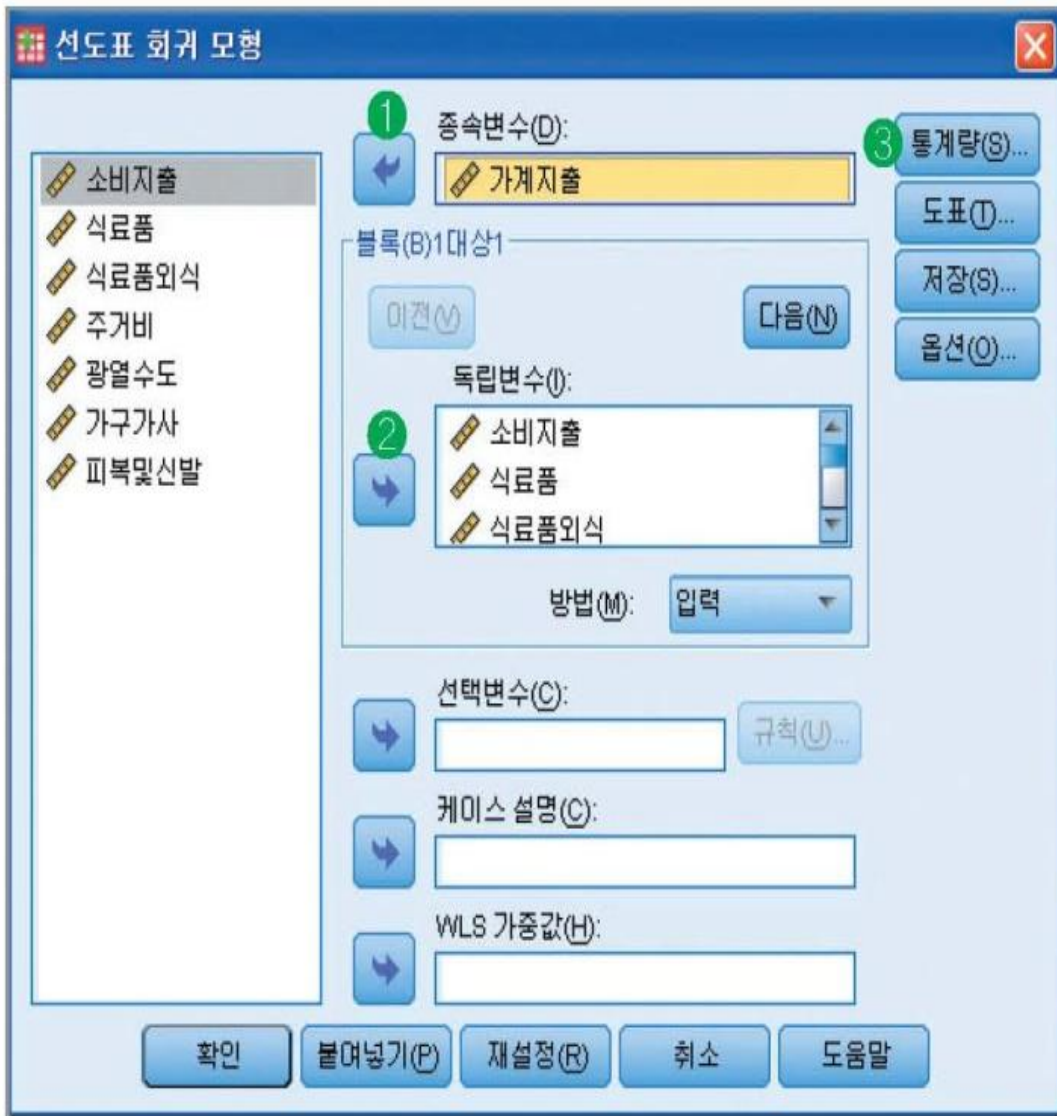 선도표 회귀 모형
소비지출
식료품
식료품외식
주거비
광열수도
가구가사
피복및신발
1
종속변수(D):
가계지출
블록(B)1대상1
이전(V)
다음(N)
독립변수(I):
2
소비지출
식료품
식료품외식
방법(M): 입력
선택변수(C):
규칙(U)...
케이스 설명(C):
WLS 가중값(H):
3 통계량(S)...
도표(T)...
저장(S)...
옵션(O)...
확인 붙여넣기(P) 재설정(R) 취소 도움말